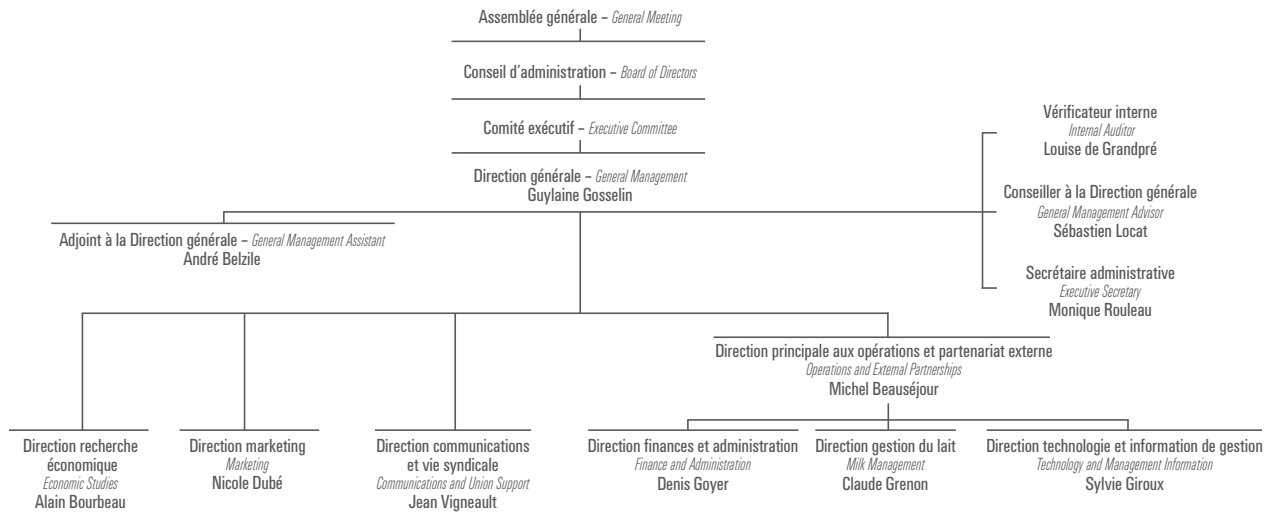 Assemblée générale – General Meeting
Conseil d'administration – Board of Directors
Comité exécutif – Executive Committee
Direction générale – General Management
Guylaine Gosselin
Vérificateur interne
Internal Auditor
Louise de Grandpré
Conseiller à la Direction générale
General Management Advisor
Sébastien Locat
Secrétaire administrative
Executive Secretary
Monique Rouleau
Adjoint à la Direction générale – General Management Assistant
André Belzile
Direction principale aux opérations et partenariat externe
Operations and External Partnerships
Michel Beauséjour
Direction recherche
économique
Economic Studies
Alain Bourbeau
Direction marketing
Marketing
Nicole Dubé
Direction communications
et vie syndicale
Communications and Union Support
Jean Vigneault
Direction finances et administration
Finance and Administration
Denis Goyer
Direction gestion du lait
Milk Management
Claude Grenon
Direction technologie et information de gestion
Technology and Management Information
Sylvie Giroux